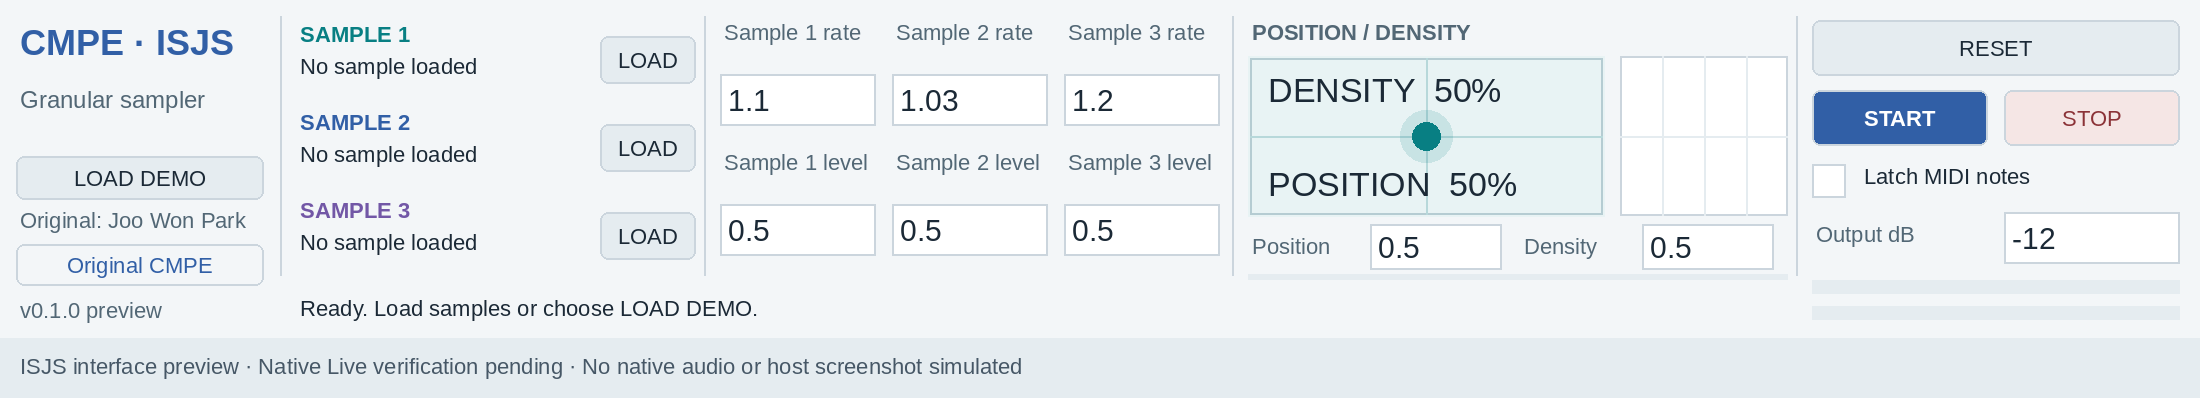 CMPE · ISJS
Granular sampler
LOAD DEMO
Original: Joo Won Park
Original CMPE
v0.1.0 preview
SAMPLE 1
No sample loaded
LOAD
SAMPLE 2
No sample loaded
LOAD
SAMPLE 3
No sample loaded
LOAD
Ready. Load samples or choose LOAD DEMO.
Sample 1 rate
Sample 2 rate
Sample 3 rate
1.1
1.03
1.2
Sample 1 level
Sample 2 level
Sample 3 level
0.5
0.5
0.5
POSITION / DENSITY
DENSITY 50%
POSITION 50%
Position
0.5
Density
0.5
RESET
START
STOP
Latch MIDI notes
Output dB
-12
ISJS interface preview · Native Live verification pending · No native audio or host screenshot simulated